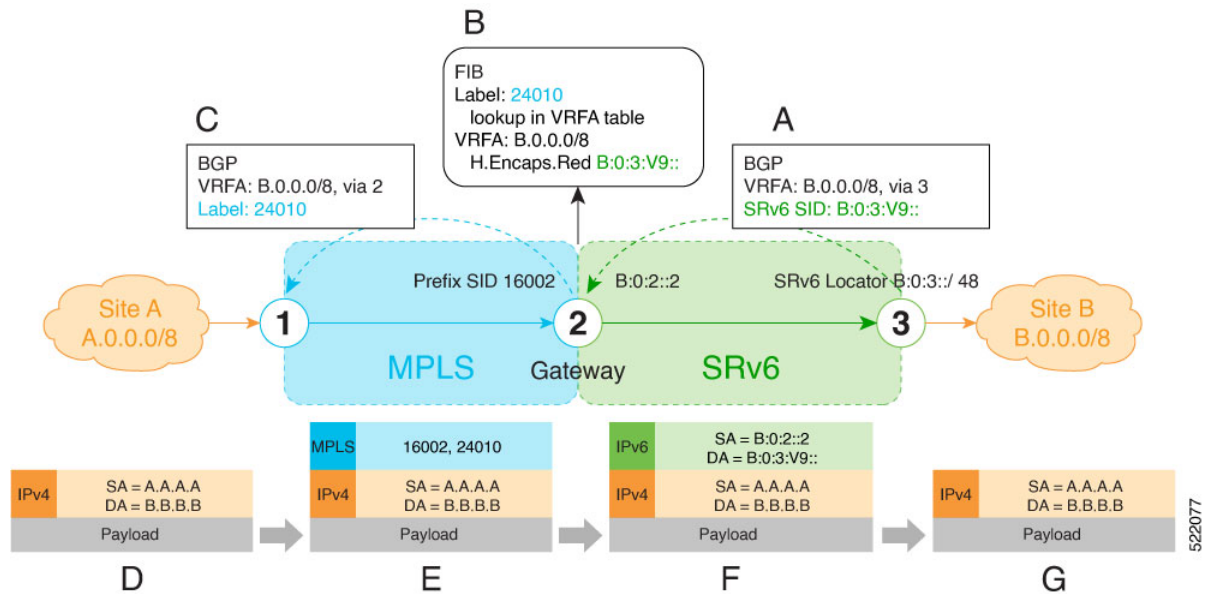 B
FIB
Label: 24010
lookup in VRFA table
VRFA: B.0.0.0/8
H.Encaps.Red B:0:3:V9::
C
BGP
VRFA: B.0.0.0/8, via 2
Label: 24010
A
BGP
VRFA: B.0.0.0/8, via 3
SRv6 SID: B:0:3:V9::
Prefix SID 16002
B:0:2::2
SRv6 Locator B:0:3::/ 48
Site A
A.0.0.0/8
1
2
3
Site B
B.0.0.0/8
MPLS
Gateway
SRv6
IPv4
SA = A.A.A.A
DA = B.B.B.B
Payload
D
MPLS
16002, 24010
IPv4
SA = A.A.A.A
DA = B.B.B.B
Payload
E
IPv6
SA = B:0:2::2
DA = B:0:3:V9::
IPv4
SA = A.A.A.A
DA = B.B.B.B
Payload
F
IPv4
SA = A.A.A.A
DA = B.B.B.B
Payload
G
522077